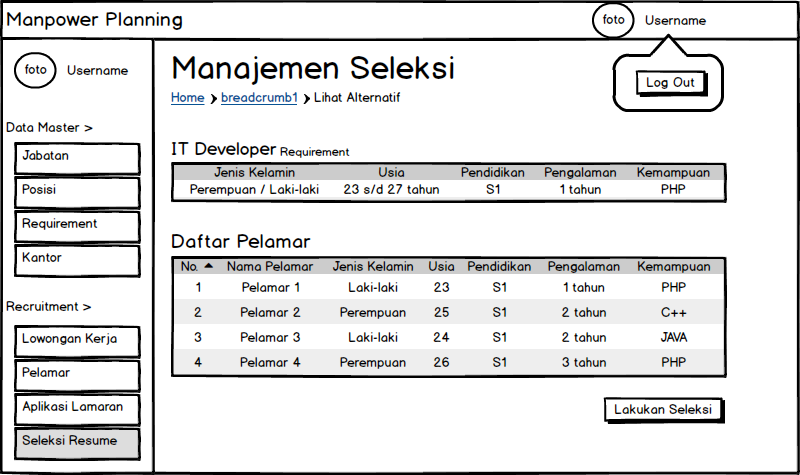 Manpower Planning
foto Username
Log Out
foto Username
Data Master >
Jabatan
Posisi
Requirement
Kantor
Recruitment >
Lowongan Kerja
Pelamar
Aplikasi Lamaran
Seleksi Resume
Manajemen Seleksi
Home > breadcrumb1 > Lihat Alternatif
IT Developer Requirement
Jenis Kelamin Usia Pendidikan Pengalaman Kemampuan
Perempuan / Laki-laki 23 s/d 27 tahun S1 1 tahun PHP
Daftar Pelamar
No. Nama Pelamar Jenis Kelamin Usia Pendidikan Pengalaman Kemampuan
1 Pelamar 1 Laki-laki 23 S1 1 tahun PHP
2 Pelamar 2 Perempuan 25 S1 2 tahun C++
3 Pelamar 3 Laki-laki 24 S1 2 tahun JAVA
4 Pelamar 4 Perempuan 26 S1 3 tahun PHP
Lakukan Seleksi